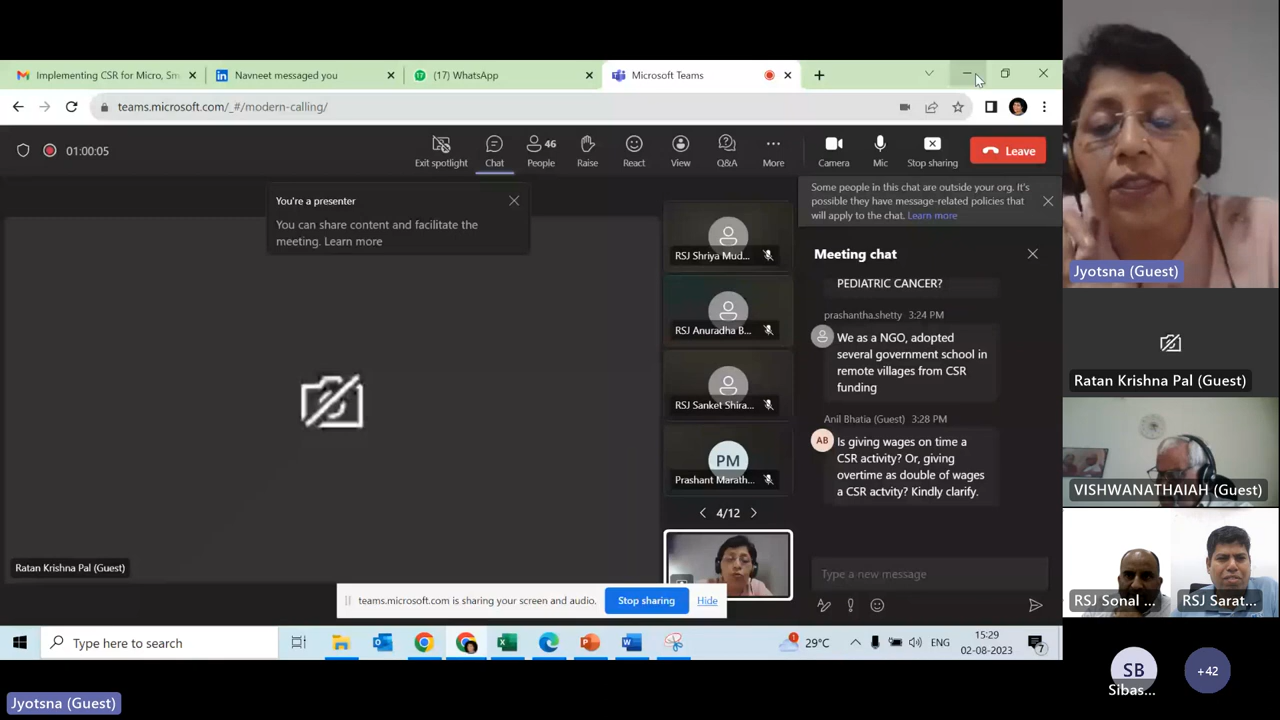 Implementing CSR for Micro, Sm
Navneet messaged you
(17) WhatsApp
Microsoft Teams
teams.microsoft.com/_#/modern-calling/
01:00:05
Exit spotlight
Chat
46
People
Raise
React
View
Q&A
More
Camera
Mic
Stop sharing
Leave
You're a presenter
You can share content and facilitate the
meeting. Learn more
Some people in this chat are outside your org. It's
possible they have message-related policies that
will apply to the chat. Learn more
RSJ Shriya Mud...
RSJ Anuradha B...
RSJ Sanket Shira...
PM
Prashant Marath...
4/12
Meeting chat
PEDIATRIC CANCER?
prashantha.shetty 3:24 PM
We as a NGO, adopted
several government school in
remote villages from CSR
funding
Anil Bhatia (Guest) 3:28 PM
AB
Is giving wages on time a
CSR activity? Or, giving
overtime as double of wages
a CSR actvity? Kindly clarify.
Type a new message
Ratan Krishna Pal (Guest)
teams.microsoft.com is sharing your screen and audio.
Stop sharing
Hide
Type here to search
1
29°C
ENG
15:29
02-08-2023
7
Jyotsna (Guest)
Ratan Krishna Pal (Guest)
VISHWANATHAIAH (Guest)
RSJ Sonal ...
RSJ Sarat...
SB
Sibas...
+42
Jyotsna (Guest)